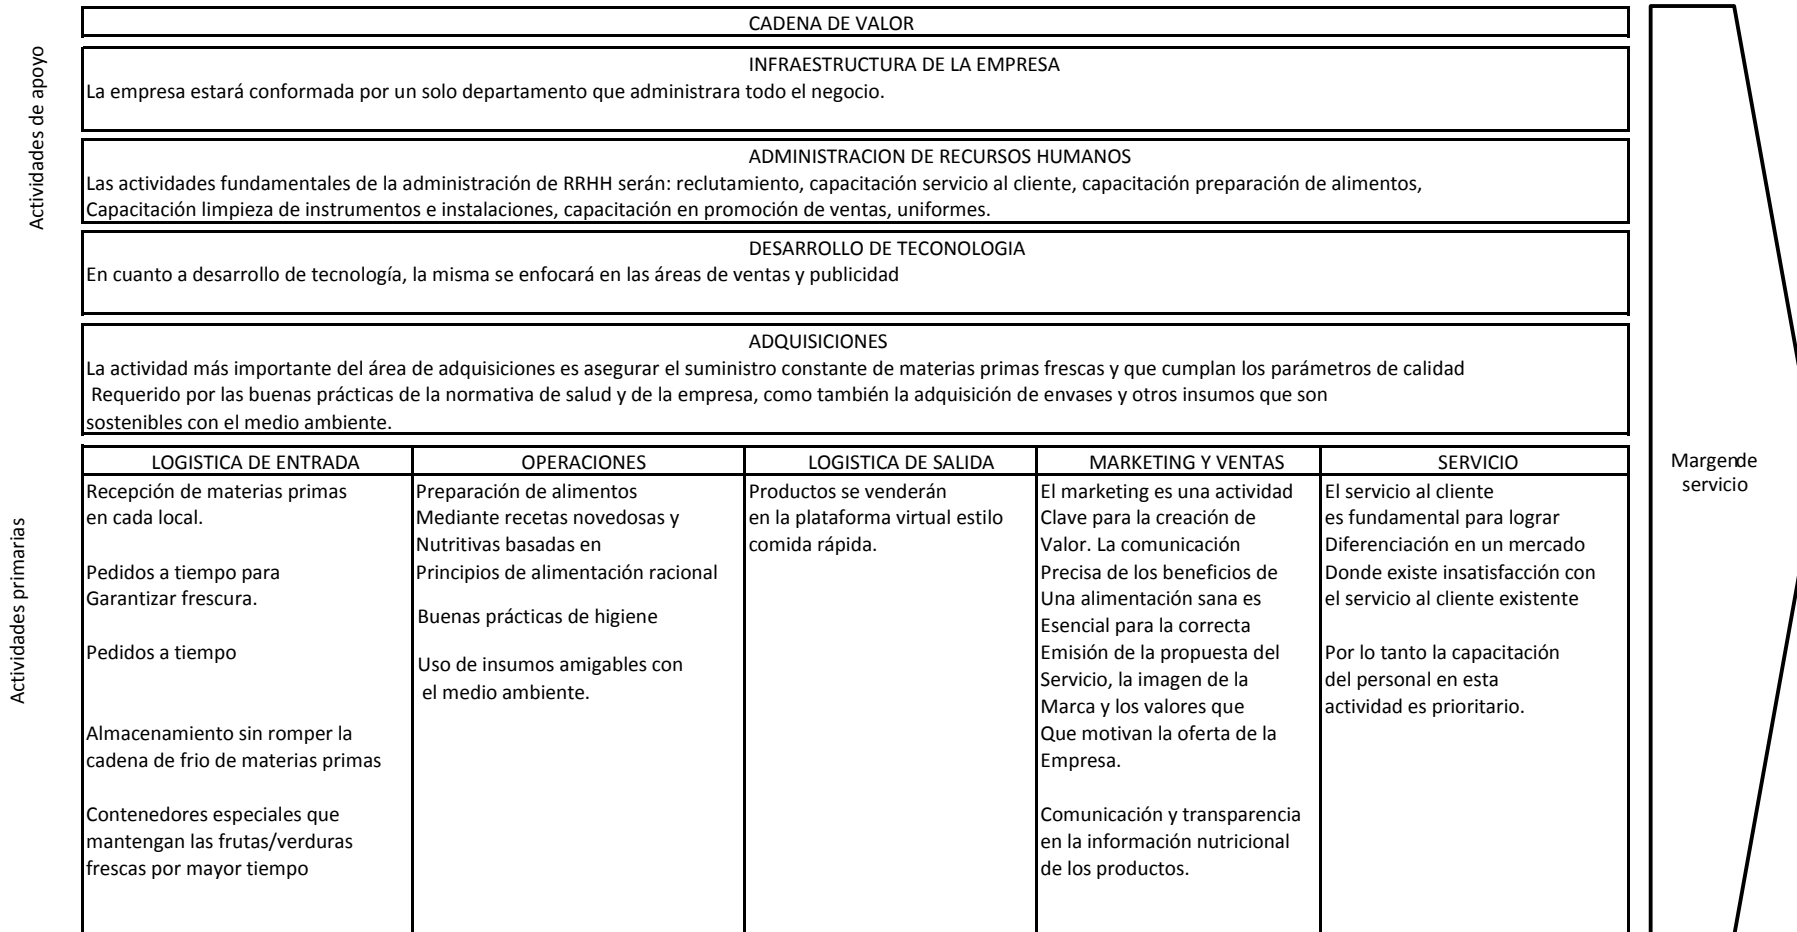 CADENA DE VALOR
Actividades de apoyo
INFRAESTRUCTURA DE LA EMPRESA
La empresa estará conformada por un solo departamento que administrara todo el negocio.
ADMINISTRACION DE RECURSOS HUMANOS
Las actividades fundamentales de la administración de RRHH serán: reclutamiento, capacitación servicio al cliente, capacitación preparación de alimentos,
Capacitación limpieza de instrumentos e instalaciones, capacitación en promoción de ventas, uniformes.
DESARROLLO DE TECONOLOGIA
En cuanto a desarrollo de tecnología, la misma se enfocará en las áreas de ventas y publicidad
ADQUISICIONES
La actividad más importante del área de adquisiciones es asegurar el suministro constante de materias primas frescas y que cumplan los parámetros de calidad
Requerido por las buenas prácticas de la normativa de salud y de la empresa, como también la adquisición de envases y otros insumos que son
sostenibles con el medio ambiente.
Actividades primarias
LOGISTICA DE ENTRADA
Recepción de materias primas
en cada local.
Pedidos a tiempo para
Garantizar frescura.
Pedidos a tiempo
Almacenamiento sin romper la
cadena de frio de materias primas
Contenedores especiales que
mantengan las frutas/verduras
frescas por mayor tiempo
OPERACIONES
Preparación de alimentos
Mediante recetas novedosas y
Nutritivas basadas en
Principios de alimentación racional
Buenas prácticas de higiene
Uso de insumos amigables con
el medio ambiente.
LOGISTICA DE SALIDA
Productos se venderán
en la plataforma virtual estilo
comida rápida.
MARKETING Y VENTAS
El marketing es una actividad
Clave para la creación de
Valor. La comunicación
Precisa de los beneficios de
Una alimentación sana es
Esencial para la correcta
Emisión de la propuesta del
Servicio, la imagen de la
Marca y los valores que
Que motivan la oferta de la
Empresa.
Comunicación y transparencia
en la información nutricional
de los productos.
SERVICIO
El servicio al cliente
es fundamental para lograr
Diferenciación en un mercado
Donde existe insatisfacción con
el servicio al cliente existente
Por lo tanto la capacitación
del personal en esta
actividad es prioritario.
Margen de
servicio